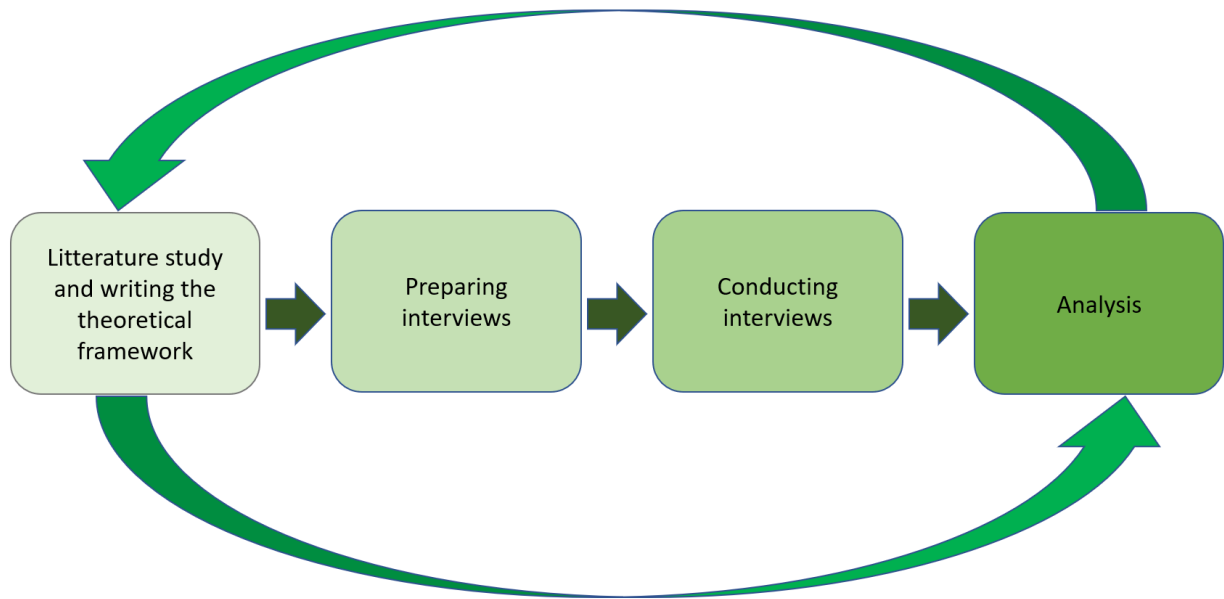 Litterature study
and writing the
theoretical
framework
Preparing
interviews
Conducting
interviews
Analysis